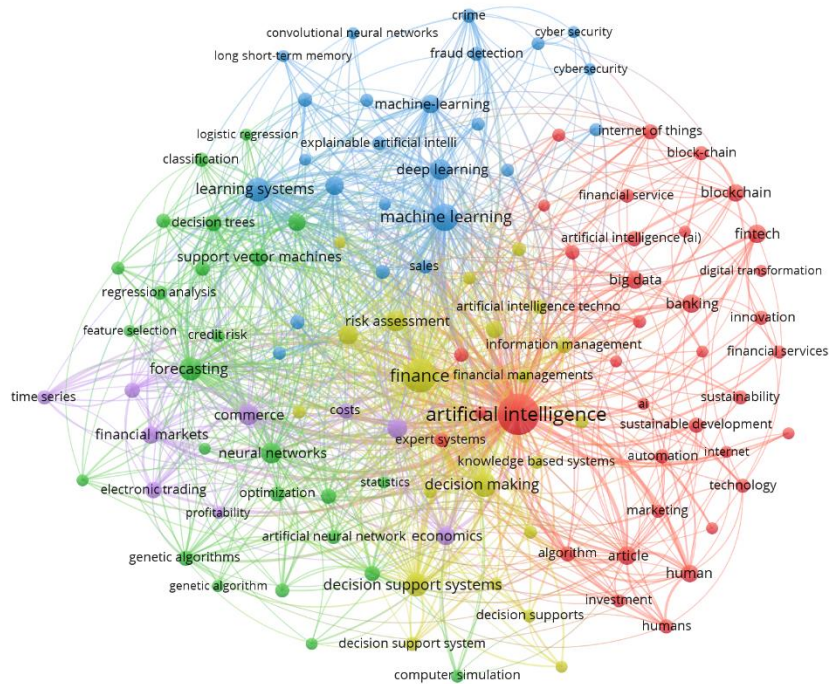 crime
convolutional neural networks
cyber security
long short-term memory
fraud detection
cybersecurity
machine-learning
logistic regression
explainable artificial intelli
internet of things
block-chain
classification
deep learning
learning systems
financial service
blockchain
decision trees
machine learning
artificial intelligence (ai)
fintech
support vector machines
sales
big data
digital transformation
regression analysis
artificial intelligence techno
banking
feature selection
credit risk
risk assessment
information management
innovation
forecasting
finance
financial managements
financial services
time series
commerce
costs
artificial intelligence
ai
sustainability
financial markets
expert systems
sustainable development
neural networks
knowledge based systems
automation
internet
electronic trading
optimization
statistics
decision making
technology
profitability
marketing
artificial neural network
economics
genetic algorithms
algorithm
article
genetic algorithm
decision support systems
human
investment
decision supports
humans
decision support system
computer simulation